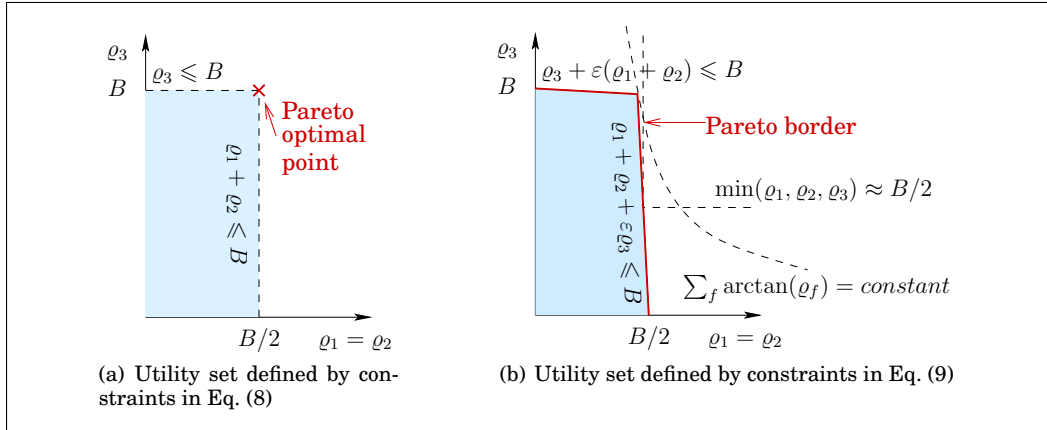 ϱ₃
B
ϱ₃ ⩽ B
Pareto
optimal
point
ϱ₁ + ϱ₂ ⩽ B
B/2
ϱ₁ = ϱ₂
(a) Utility set defined by con-
straints in Eq. (8)
ϱ₃
B
ϱ₃ + ε(ϱ₁ + ϱ₂) ⩽ B
Pareto border
ϱ₁ + ϱ₂ + εϱ₃ ⩽ B
min(ϱ₁, ϱ₂, ϱ₃) ≈ B/2
∑f arctan(ϱf) = constant
B/2
ϱ₁ = ϱ₂
(b) Utility set defined by constraints in Eq. (9)